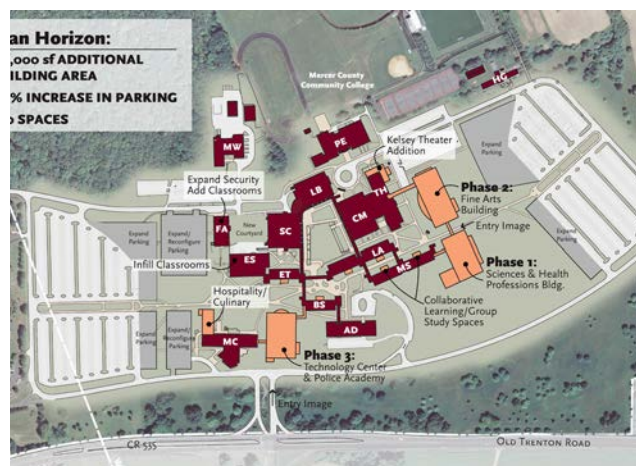 an Horizon:
,000 sf ADDITIONAL
ILDING AREA
% INCREASE IN PARKING
SPACES
Mercer County
Community College
HG
MW
PE
Kelsey Theater
Addition
Expand
Parking
Expand Security
Add Classrooms
LB
TH
Phase 2:
Fine Arts
Building
CM
Expand
Parking
Entry Image
FA
New
Courtyard
SC
Expand
Parking
Expand/
Reconfigure
Parking
LA
MS
Phase 1:
Sciences & Health
Professions Bldg.
Infill Classrooms
ES
ET
Hospitality/
Culinary
BS
Collaborative
Learning/Group
Study Spaces
Expand
Parking
Expand/
Reconfigure
Parking
MC
AD
Phase 3:
Technology Center
& Police Academy
Entry Image
CR 535
OLD TRENTON ROAD